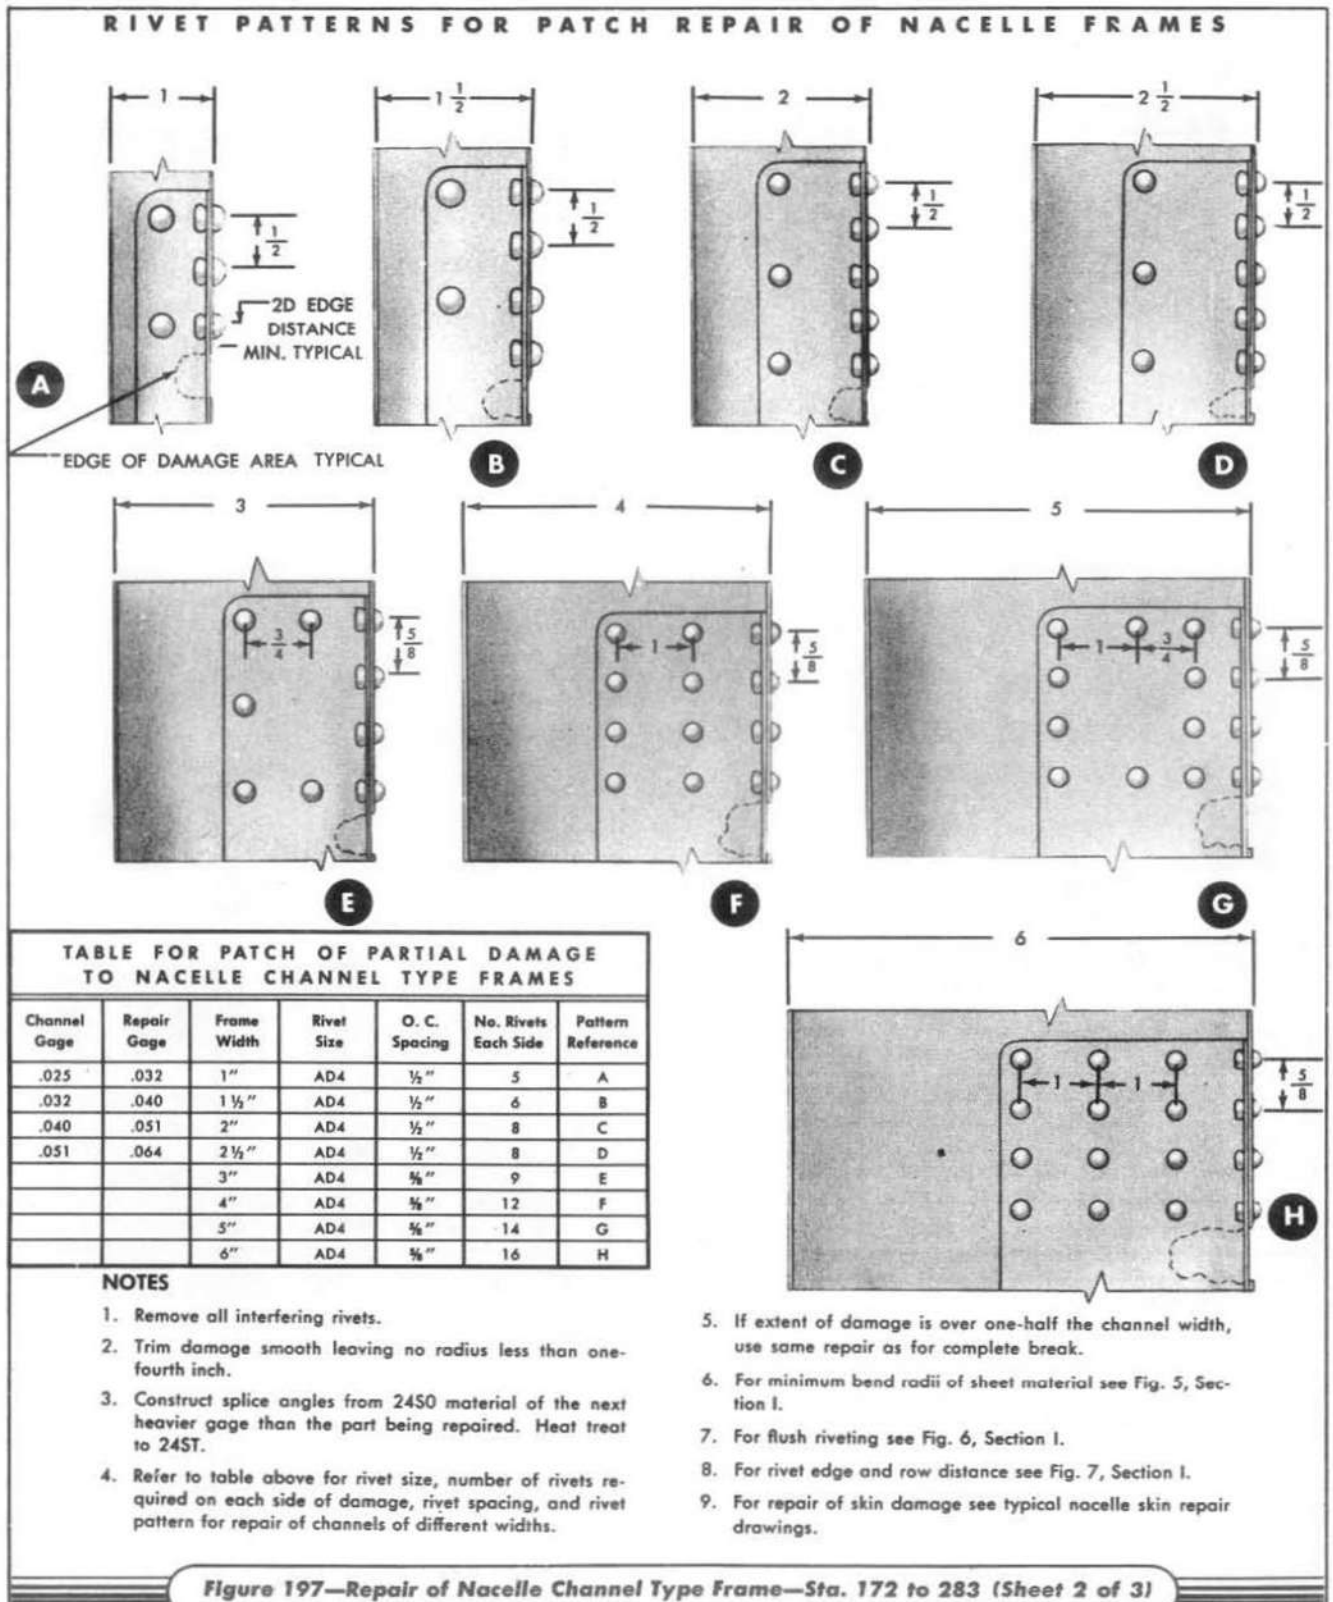 RIVET PATTERNS FOR PATCH REPAIR OF NACELLE FRAMES
1
1 1/2
2
2 1/2
1/2
1/2
1/2
1/2
2D EDGE
DISTANCE
MIN. TYPICAL
A
EDGE OF DAMAGE AREA TYPICAL
B
C
D
3
4
5
3/4
5/8
1
5/8
1
3/4
5/8
E
F
G
6
1
1
5/8
H
TABLE FOR PATCH OF PARTIAL DAMAGE
TO NACELLE CHANNEL TYPE FRAMES
Channel Gage Repair Gage Frame Width Rivet Size O. C. Spacing No. Rivets Each Side Pattern Reference
.025 .032 1" AD4 ½" 5 A
.032 .040 1 ½" AD4 ½" 6 B
.040 .051 2" AD4 ½" 8 C
.051 .064 2 ½" AD4 ½" 8 D
3" AD4 ⅝" 9 E
4" AD4 ⅝" 12 F
5" AD4 ⅝" 14 G
6" AD4 ⅝" 16 H
NOTES
1. Remove all interfering rivets.
2. Trim damage smooth leaving no radius less than one-
fourth inch.
3. Construct splice angles from 24SO material of the next
heavier gage than the part being repaired. Heat treat
to 24ST.
4. Refer to table above for rivet size, number of rivets re-
quired on each side of damage, rivet spacing, and rivet
pattern for repair of channels of different widths.
5. If extent of damage is over one-half the channel width,
use same repair as for complete break.
6. For minimum bend radii of sheet material see Fig. 5, Sec-
tion I.
7. For flush riveting see Fig. 6, Section I.
8. For rivet edge and row distance see Fig. 7, Section I.
9. For repair of skin damage see typical nacelle skin repair
drawings.
Figure 197—Repair of Nacelle Channel Type Frame—Sta. 172 to 283 (Sheet 2 of 3)